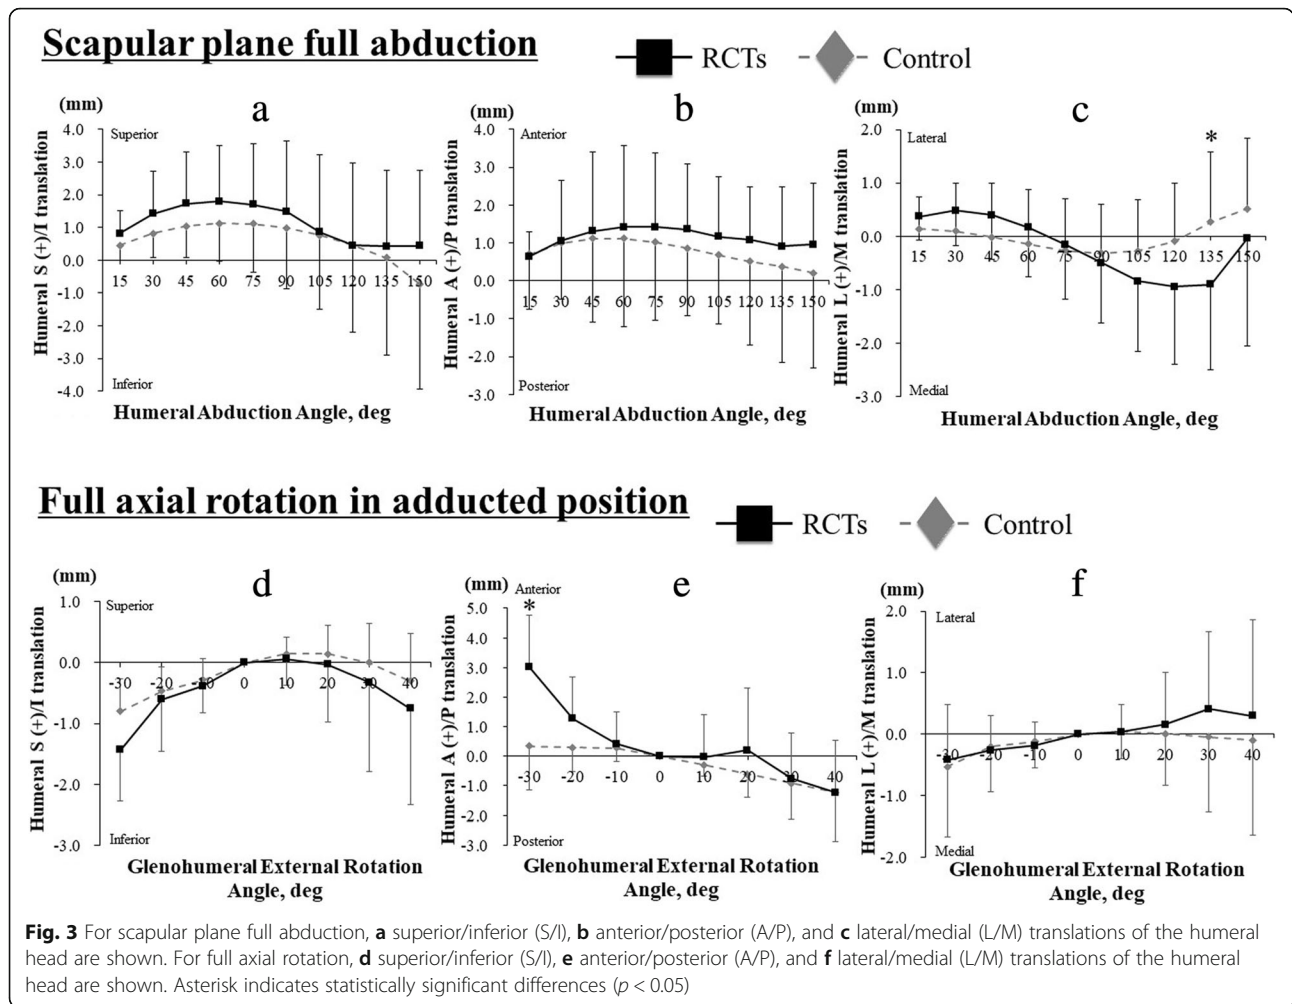 Scapular plane full abduction
RCTs
Control
(mm)
a
4.0
3.0
2.0
1.0
0.0
-1.0
-2.0
-3.0
-4.0
Superior
Inferior
Humeral S (+)/I translation
15 30 45 60 75 90 105 120 135 150
Humeral Abduction Angle, deg
(mm)
b
4.0
3.0
2.0
1.0
0.0
-1.0
-2.0
-3.0
Anterior
Posterior
Humeral A (+)/P translation
15 30 45 60 75 90 105 120 135 150
Humeral Abduction Angle, deg
(mm)
c
*
2.0
1.0
0.0
-1.0
-2.0
-3.0
Lateral
Medial
Humeral L (+)/M translation
15 30 45 60 75 90 105 120 135 150
Humeral Abduction Angle, deg
Full axial rotation in adducted position
RCTs
Control
(mm)
d
1.0
0.0
-1.0
-2.0
-3.0
Superior
Inferior
Humeral S (+)/I translation
-30 -20 -10 0 10 20 30 40
Glenohumeral External Rotation
Angle, deg
(mm)
e
Anterior
*
5.0
4.0
3.0
2.0
1.0
0.0
-1.0
-2.0
-3.0
Posterior
Humeral A (+)/P translation
-30 -20 -10 0 10 20 30 40
Glenohumeral External Rotation
Angle, deg
(mm)
f
2.0
1.0
0.0
-1.0
-2.0
Lateral
Medial
Humeral L (+)/M translation
-30 -20 -10 0 10 20 30 40
Glenohumeral External Rotation
Angle, deg
Fig. 3 For scapular plane full abduction, a superior/inferior (S/I), b anterior/posterior (A/P), and c lateral/medial (L/M) translations of the humeral
head are shown. For full axial rotation, d superior/inferior (S/I), e anterior/posterior (A/P), and f lateral/medial (L/M) translations of the humeral
head are shown. Asterisk indicates statistically significant differences (p < 0.05)